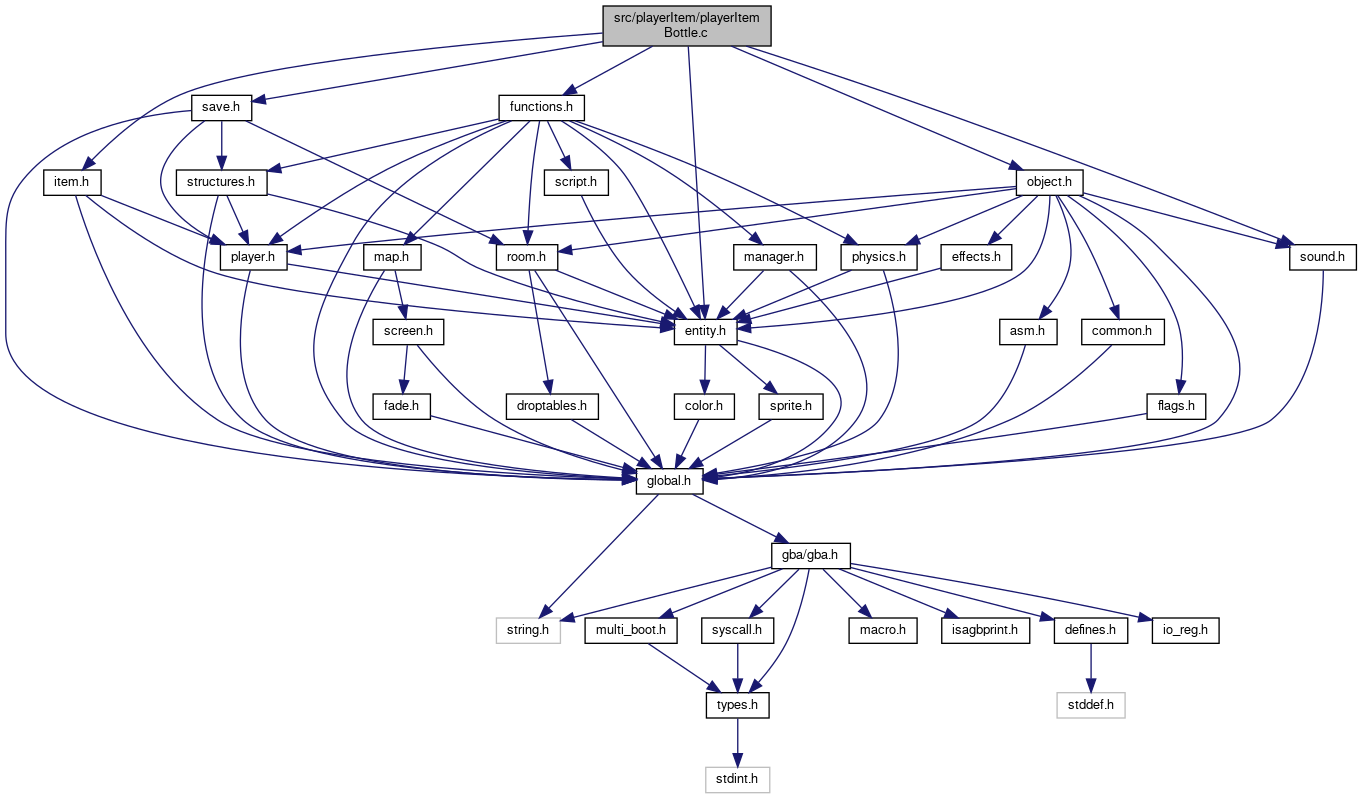 src/playerItem/playerItem
Bottle.c
save.h
functions.h
item.h
structures.h
script.h
object.h
player.h
map.h
room.h
manager.h
physics.h
effects.h
sound.h
screen.h
entity.h
asm.h
common.h
fade.h
droptables.h
color.h
sprite.h
flags.h
global.h
gba/gba.h
string.h
multi_boot.h
syscall.h
macro.h
isagbprint.h
defines.h
io_reg.h
types.h
stddef.h
stdint.h